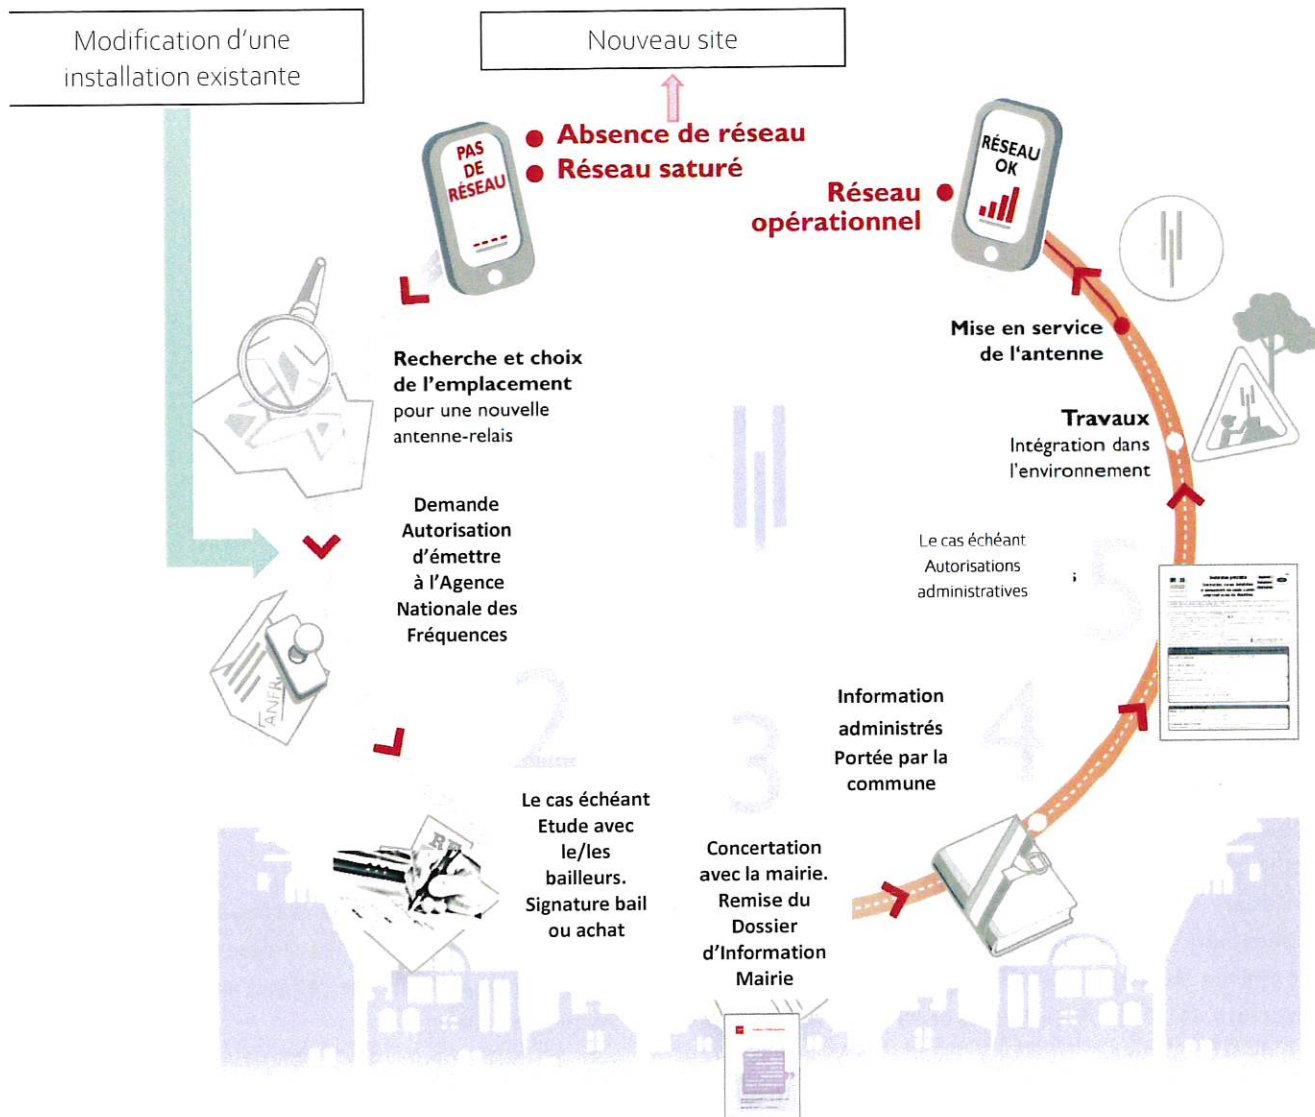 Modification d'une
installation existante
Nouveau site
Absence de réseau
Réseau saturé
PAS
DE
RÉSEAU
RÉSEAU
OK
Réseau
opérationnel
Mise en service
de l'antenne
Recherche et choix
de l'emplacement
pour une nouvelle
antenne-relais
Travaux
Intégration dans
l'environnement
Demande
Autorisation
d'émettre
à l'Agence
Nationale des
Fréquences
ANFR
Le cas échéant
Autorisations
administratives
5
Information
administrés
Portée par la
commune
4
2
3
Le cas échéant
Etude avec
le/les
bailleurs.
Signature bail
ou achat
Concertation
avec la mairie.
Remise du
Dossier
d'Information
Mairie